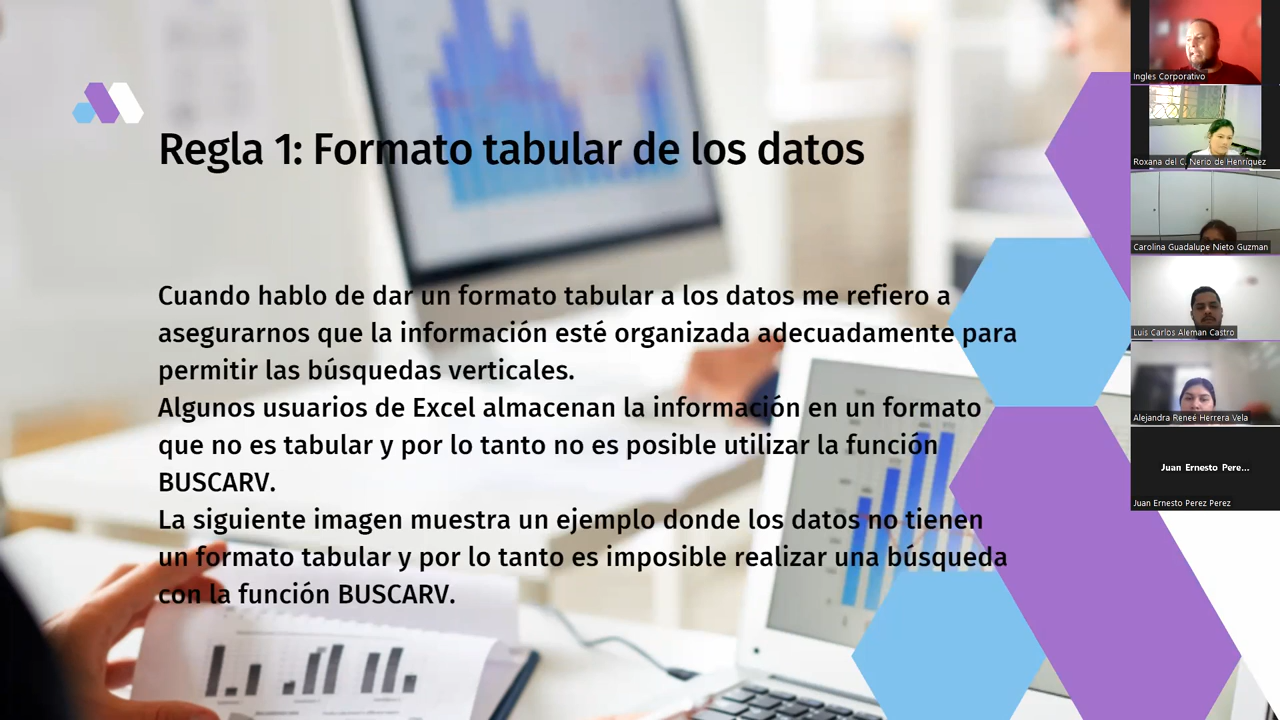 Regla 1: Formato tabular de los datos
Cuando hablo de dar un formato tabular a los datos me refiero a
asegurarnos que la información esté organizada adecuadamente para
permitir las búsquedas verticales.
Algunos usuarios de Excel almacenan la información en un formato
que no es tabular y por lo tanto no es posible utilizar la función
BUSCARV.
La siguiente imagen muestra un ejemplo donde los datos no tienen
un formato tabular y por lo tanto es imposible realizar una búsqueda
con la función BUSCARV.
Ingles Corporativo
Roxana del C. Nerio de Henríquez
Carolina Guadalupe Nieto Guzman
Luis Carlos Aleman Castro
Alejandra Reneé Herrera Vela
Juan Ernesto Pere...
Juan Ernesto Perez Perez